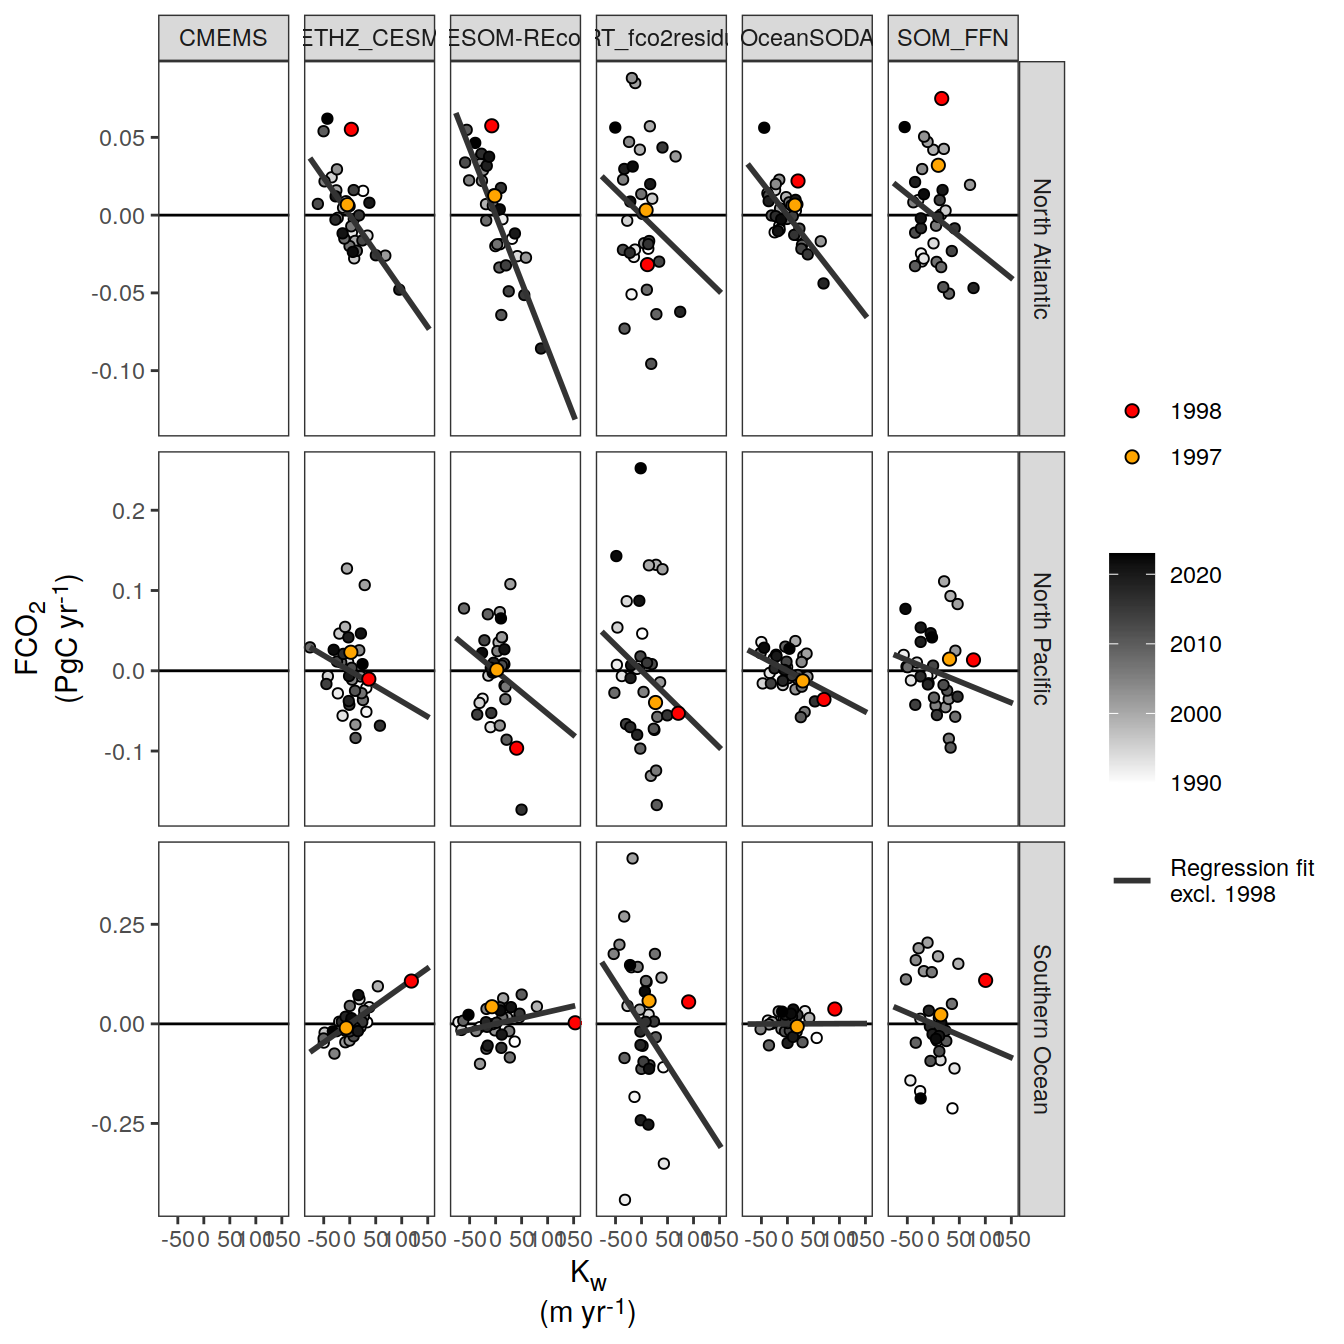 CMEMS
ETHZ_CESM
ESOM-REco
RT_fco2residu
OceanSODA
SOM_FFN
0.05
0.00
-0.05
-0.10
North Atlantic
0.2
0.1
0.0
-0.1
North Pacific
0.25
0.00
-0.25
Southern Ocean
-50 0 50 100 150
-50 0 50 100 150
-50 0 50 100 150
-50 0 50 100 150
-50 0 50 100 150
-50 0 50 100 150
FCO₂
(PgC yr⁻¹)
K_w
(m yr⁻¹)
1998
1997
2020
2010
2000
1990
Regression fit
excl. 1998